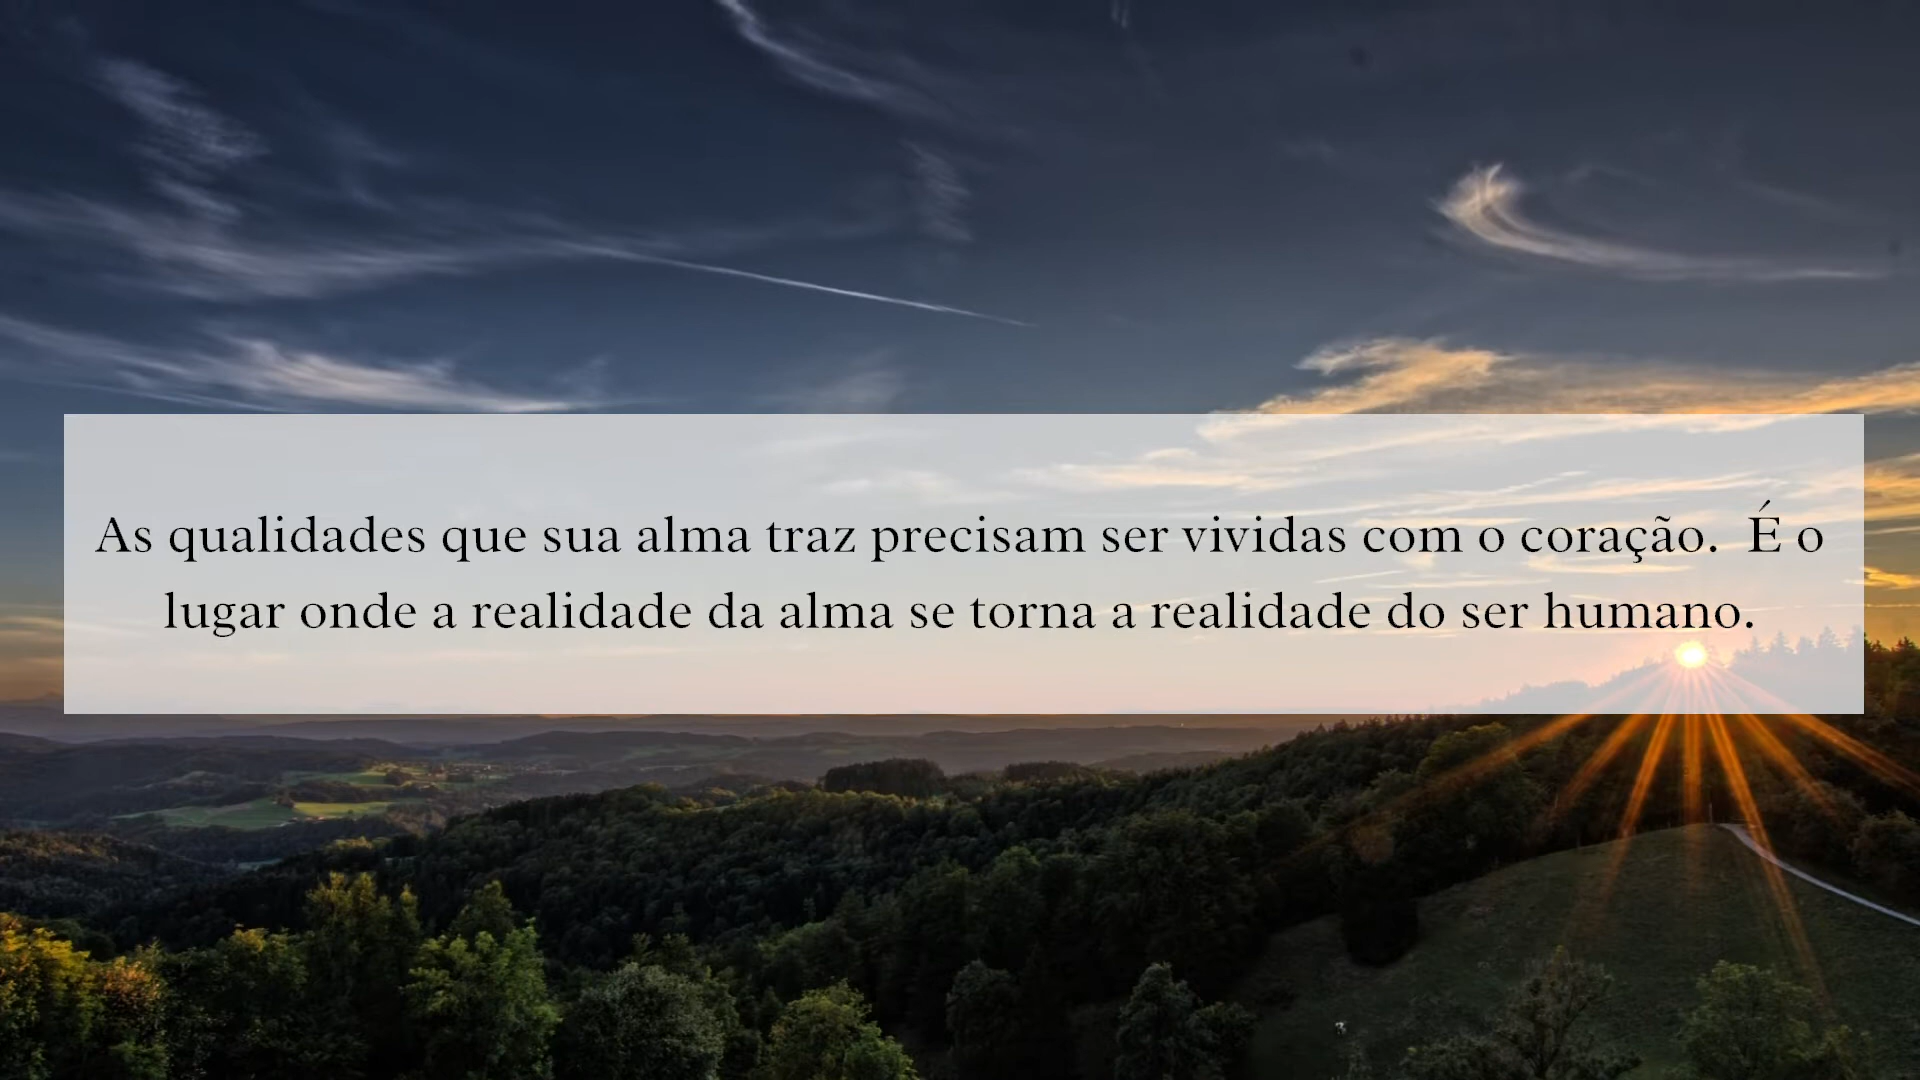 As qualidades que sua alma traz precisam ser vividas com o coração.  É o
lugar onde a realidade da alma se torna a realidade do ser humano.